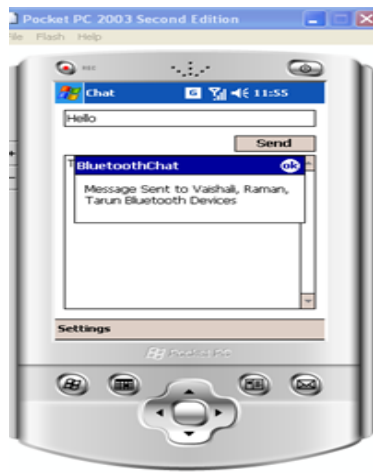 Pocket PC 2003 Second Edition
File Flash Help
REC
Chat
G
11:55
Hello
Send
BluetoothChat
ok
Message Sent to Vaishali, Raman,
Tarun Bluetooth Devices
Settings
Pocket PC